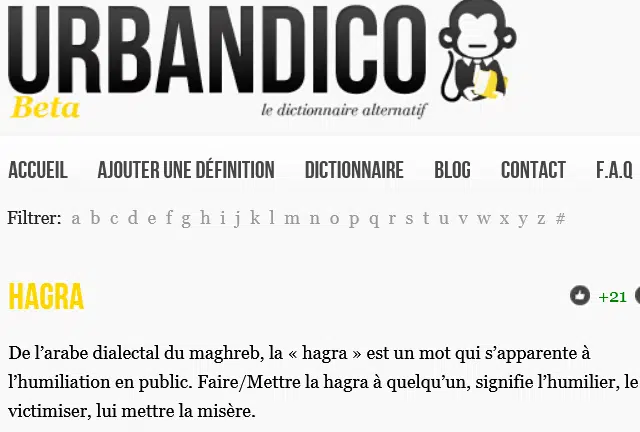 URBANDICO
Beta
le dictionnaire alternatif
ACCUEIL AJOUTER UNE DÉFINITION DICTIONNAIRE BLOG CONTACT F.A.Q
Filtrer: a b c d e f g h i j k l m n o p q r s t u v w x y z #
HAGRA +21
De l’arabe dialectal du maghreb, la « hagra » est un mot qui s’apparente à
l’humiliation en public. Faire/Mettre la hagra à quelqu’un, signifie l’humilier, le
victimiser, lui mettre la misère.